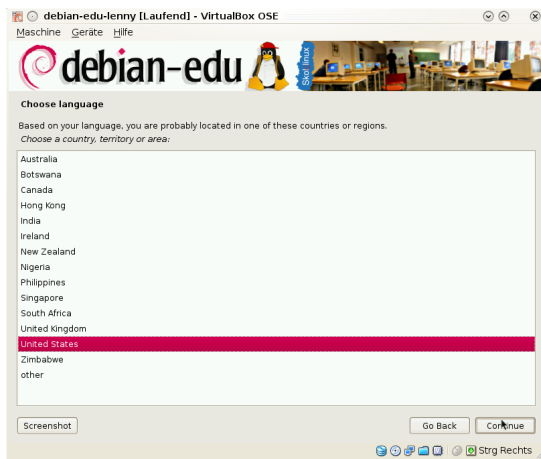 debian-edu-lenny [Laufend] - VirtualBox OSE
Maschine Geräte Hilfe
debian-edu
Skolelinux
Choose language
Based on your language, you are probably located in one of these countries or regions.
Choose a country, territory or area:
Australia
Botswana
Canada
Hong Kong
India
Ireland
New Zealand
Nigeria
Philippines
Singapore
South Africa
United Kingdom
United States
Zimbabwe
other
Screenshot Go Back Continue
Strg Rechts